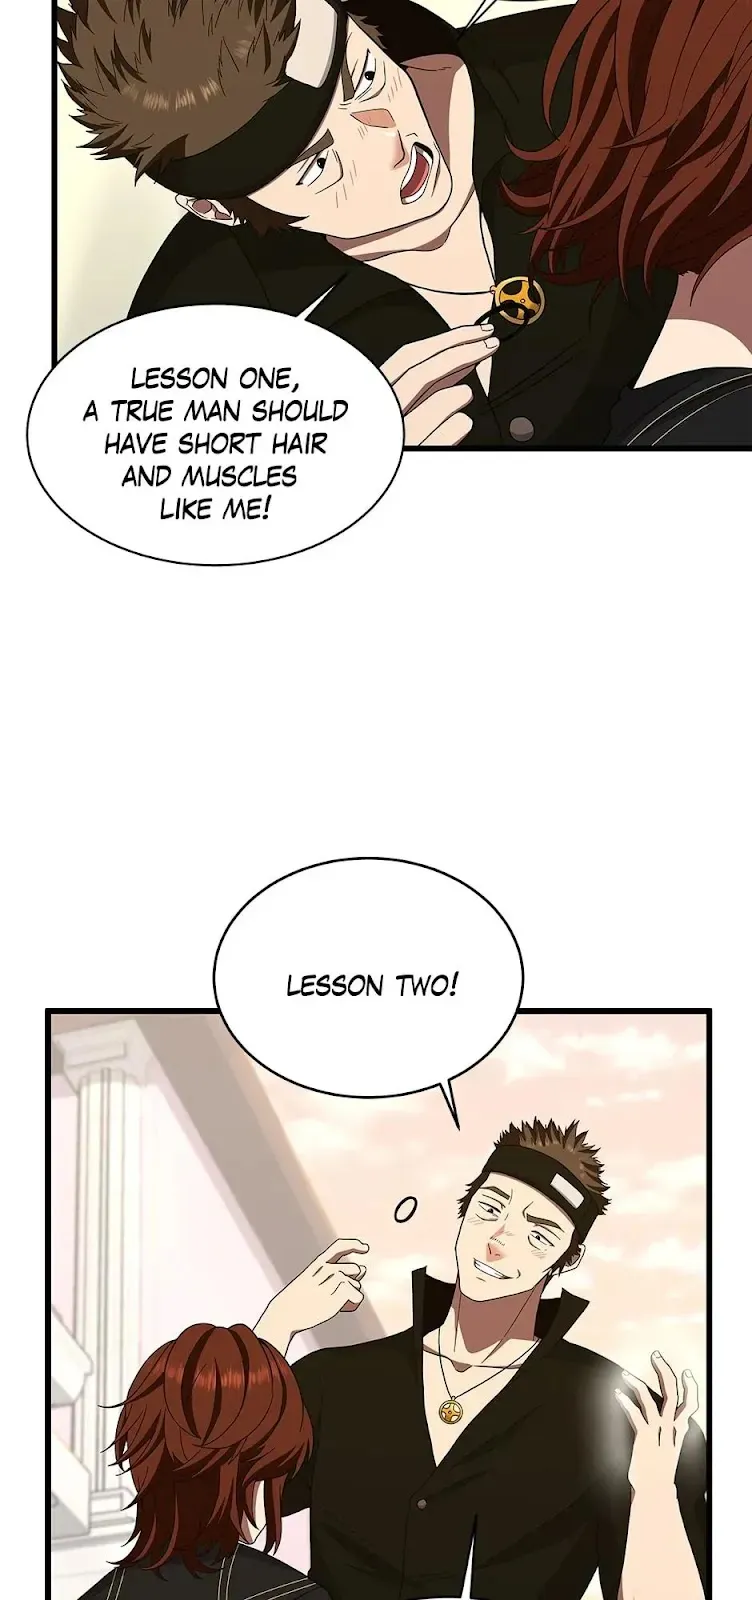 LESSON ONE,
A TRUE MAN SHOULD
HAVE SHORT HAIR
AND MUSCLES
LIKE ME!
LESSON TWO!